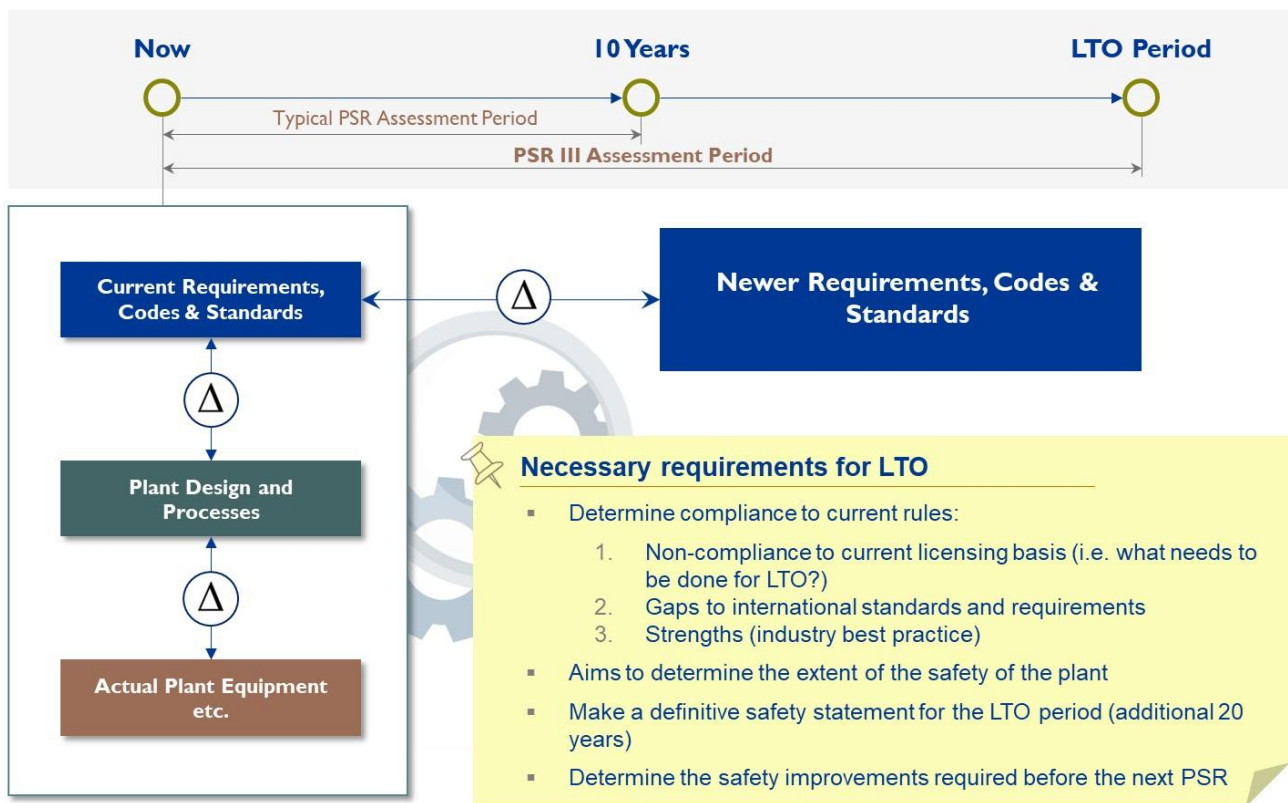 Now
10 Years
LTO Period
Typical PSR Assessment Period
PSR III Assessment Period
Current Requirements,
Codes & Standards
Δ
Newer Requirements, Codes &
Standards
Δ
Plant Design and
Processes
Δ
Actual Plant Equipment
etc.
Necessary requirements for LTO
▪ Determine compliance to current rules:
1. Non-compliance to current licensing basis (i.e. what needs to
be done for LTO?)
2. Gaps to international standards and requirements
3. Strengths (industry best practice)
▪ Aims to determine the extent of the safety of the plant
▪ Make a definitive safety statement for the LTO period (additional 20
years)
▪ Determine the safety improvements required before the next PSR